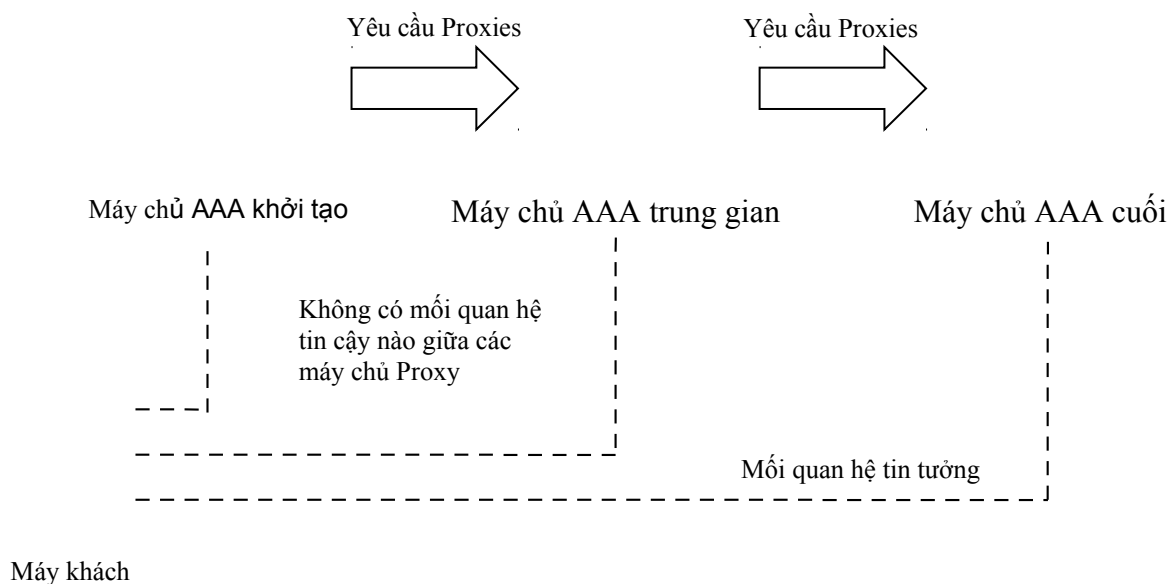 Yêu cầu Proxies
Yêu cầu Proxies
Máy chủ AAA khởi tạo
Máy chủ AAA trung gian
Máy chủ AAA cuối
Không có mối quan hệ
tin cậy nào giữa các
máy chủ Proxy
Mối quan hệ tin tưởng
Máy khách